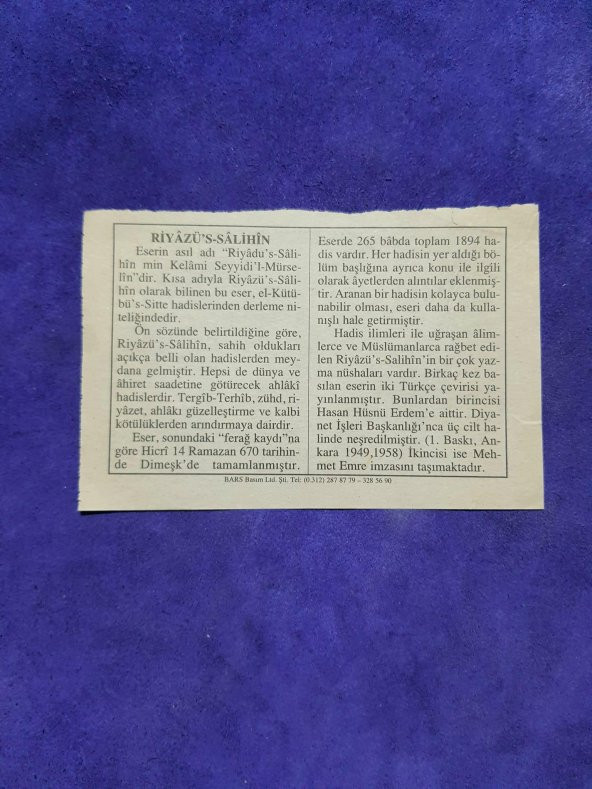 RİYÂZÜ'S-SÂLİHÎN
Eserin asıl adı “Riyâdu's-Sâli-
hîn min Kelâmi Seyyidi'l-Mürse-
lîn”dir. Kısa adıyla Riyâzü's-Sâli-
hîn olarak bilinen bu eser, el-Kütü-
bü's-Sitte hadislerinden derleme ni-
teliğindedir.
Ön sözünde belirtildiğine göre,
Riyâzü's-Sâlihîn, sahih oldukları
açıkça belli olan hadislerden mey-
dana gelmiştir. Hepsi de dünya ve
âhiret saadetine götürecek ahlâkî
hadislerdir. Tergîb-Terhîb, zühd, ri-
yâzet, ahlâkı güzelleştirme ve kalbi
kötülüklerden arındırmaya dairdir.
Eser, sonundaki “ferağ kaydı”na
göre Hicrî 14 Ramazan 670 tarihin-
de Dimeşk'de tamamlanmıştır.
Eserde 265 bâbda toplam 1894 ha-
dis vardır. Her hadisin yer aldığı bö-
lüm başlığına ayrıca konu ile ilgili
olarak âyetlerden alıntılar eklenmiş-
tir. Aranan bir hadisin kolayca bulu-
nabilir olması, eseri daha da kulla-
nışlı hale getirmiştir.
Hadis ilimleri ile uğraşan âlim-
lerce ve Müslümanlarca rağbet edi-
len Riyâzü's-Salihîn'in bir çok yaz-
ma nüshaları vardır. Birkaç kez ba-
sılan eserin iki Türkçe çevirisi ya-
yınlanmıştır. Bunlardan birincisi
Hasan Hüsnü Erdem'e aittir. Diya-
net İşleri Başkanlığı'nca üç cilt ha-
linde neşredilmiştir. (1. Baskı, An-
kara 1949,1958) İkincisi ise Meh-
met Emre imzasını taşımaktadır.
BARS Basım Ltd. Şti. Tel: (0.312) 287 87 79 – 328 56 90